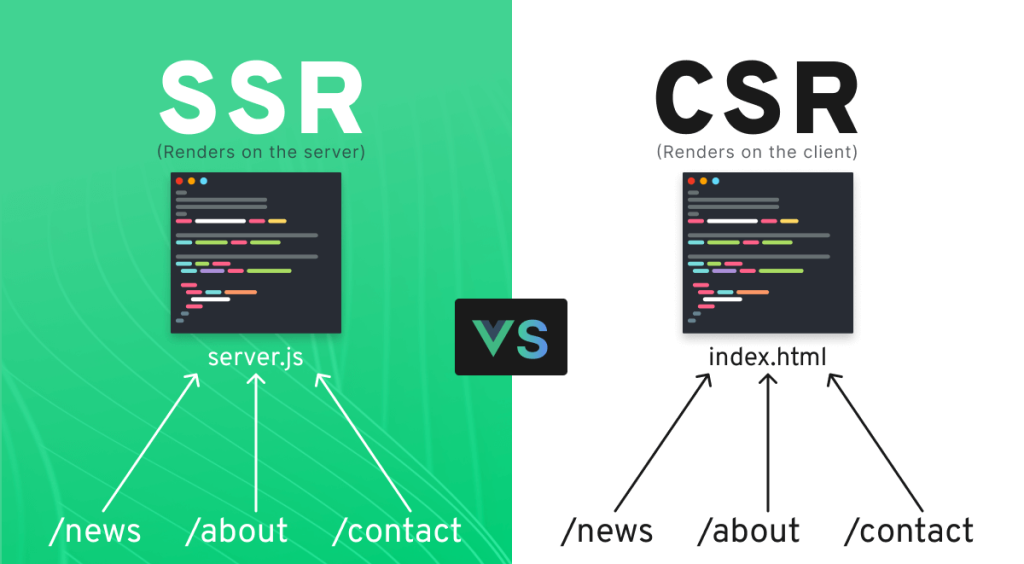 SSR
(Renders on the server)
server.js
/news
/about
/contact
VS
CSR
(Renders on the client)
index.html
/news
/about
/contact